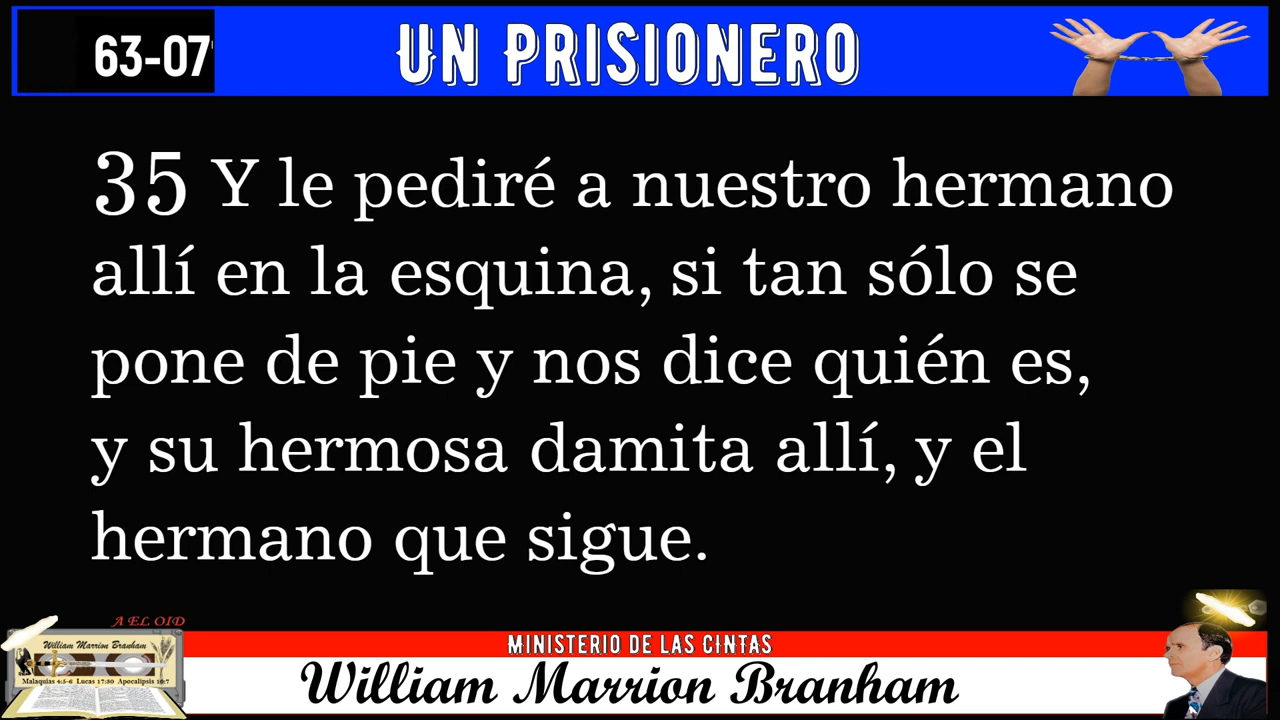 63-07
UN PRISIONERO
35 Y le pediré a nuestro hermano
allí en la esquina, si tan sólo se
pone de pie y nos dice quién es,
y su hermosa damita allí, y el
hermano que sigue.
A EL OID
William Marrion Branham
Malaquias 4:5-6 Lucas 17:30 Apocalipsis 10:7
MINISTERIO DE LAS CINTAS
William Marrion Branham